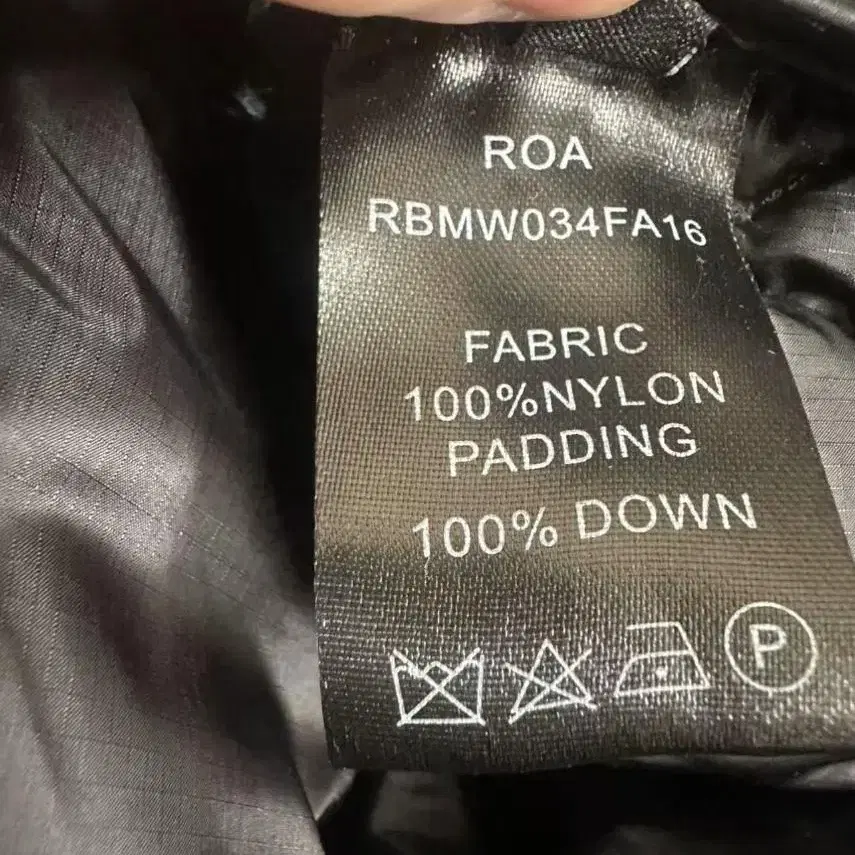 ROA
RBMW034FA16
FABRIC
100%NYLON
PADDING
100% DOWN
P